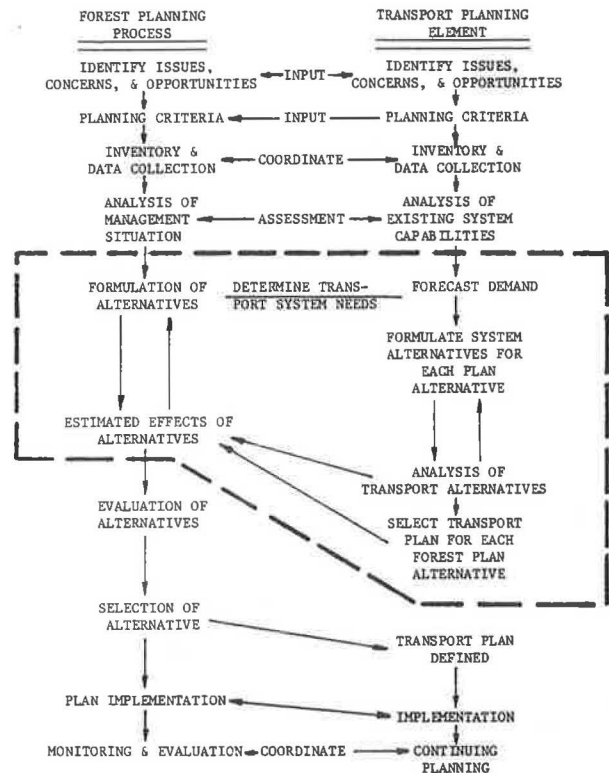 FOREST PLANNING
PROCESS
TRANSPORT PLANNING
ELEMENT
IDENTIFY ISSUES,
CONCERNS, & OPPORTUNITIES
INPUT
IDENTIFY ISSUES,
CONCERNS, & OPPORTUNITIES
PLANNING CRITERIA
INPUT
PLANNING CRITERIA
INVENTORY &
DATA COLLECTION
COORDINATE
INVENTORY &
DATA COLLECTION
ANALYSIS OF
MANAGEMENT
SITUATION
ASSESSMENT
ANALYSIS OF
EXISTING SYSTEM
CAPABILITIES
FORMULATION OF
ALTERNATIVES
DETERMINE TRANS-
PORT SYSTEM NEEDS
FORECAST DEMAND
FORMULATE SYSTEM
ALTERNATIVES FOR
EACH PLAN
ALTERNATIVE
ESTIMATED EFFECTS OF
ALTERNATIVES
ANALYSIS OF
TRANSPORT ALTERNATIVES
EVALUATION OF
ALTERNATIVES
SELECT TRANSPORT
PLAN FOR EACH
FOREST PLAN
ALTERNATIVE
SELECTION OF
ALTERNATIVE
TRANSPORT PLAN
DEFINED
PLAN IMPLEMENTATION
IMPLEMENTATION
MONITORING & EVALUATION
COORDINATE
CONTINUING
PLANNING